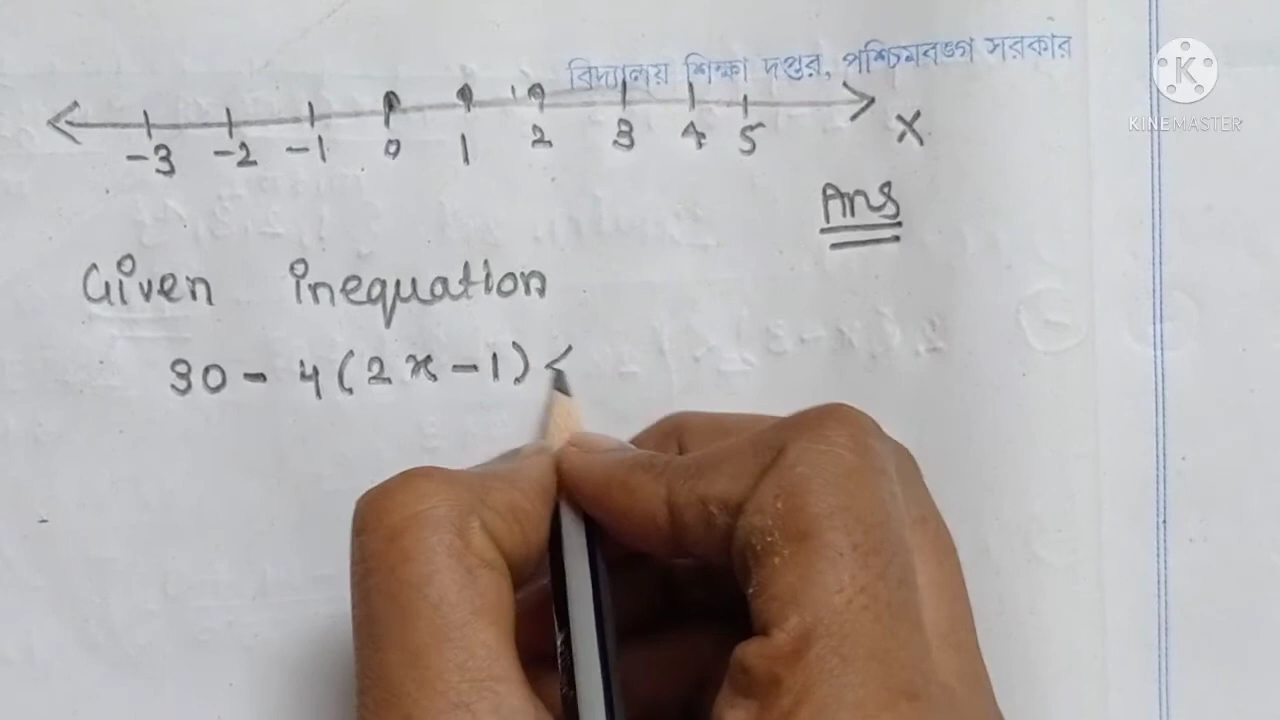 বিদ্যালয় শিক্ষা দপ্তর, পশ্চিমবঙ্গ সরকার
K
KINEMASTER
-3 -2 -1 0 1 2 3 4 5 X
Ans
Given inequation
30 - 4(2x-1) <